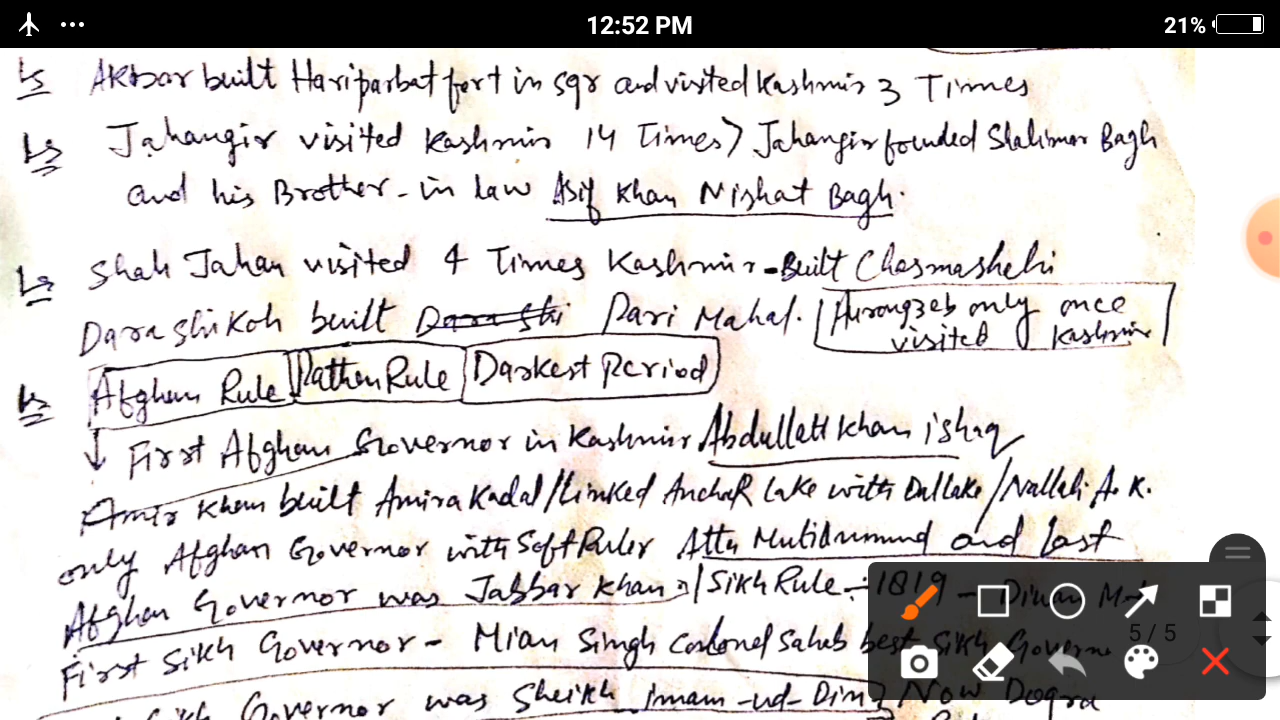 12:52 PM
21%
Akbar built Hariparbat fort in sgr and visited Kashmir 3 Times
Jahangir visited Kashmir 14 Times) Jahangir founded Shalimar Bagh
and his Brother-in law Asif Khan Nishat Bagh.
Shah Jahan visited 4 Times Kashmir - Built Chasmashahi
Dara Shikoh built Pari Mahal. Aurangzeb only once
visited Kashmir
Afghan Rule Pathan Rule Darkest Period
First Afghan Governor in Kashmir Abdullah Khan ishaq
Amir Khan built Amira Kadal/Linked Anchar Lake with Dal lake/Nallah A.K.
only Afghan Governor with Soft Ruler Atta and Last
Afghan Governor was Jabbar Khan /Sikh Rule:- 1819 - Diwan
First Sikh Governor - Mian Singh Colonel Saheb best Sikh
5 / 5
Governor was Sheikh Imam-ud-Din Now Dogra